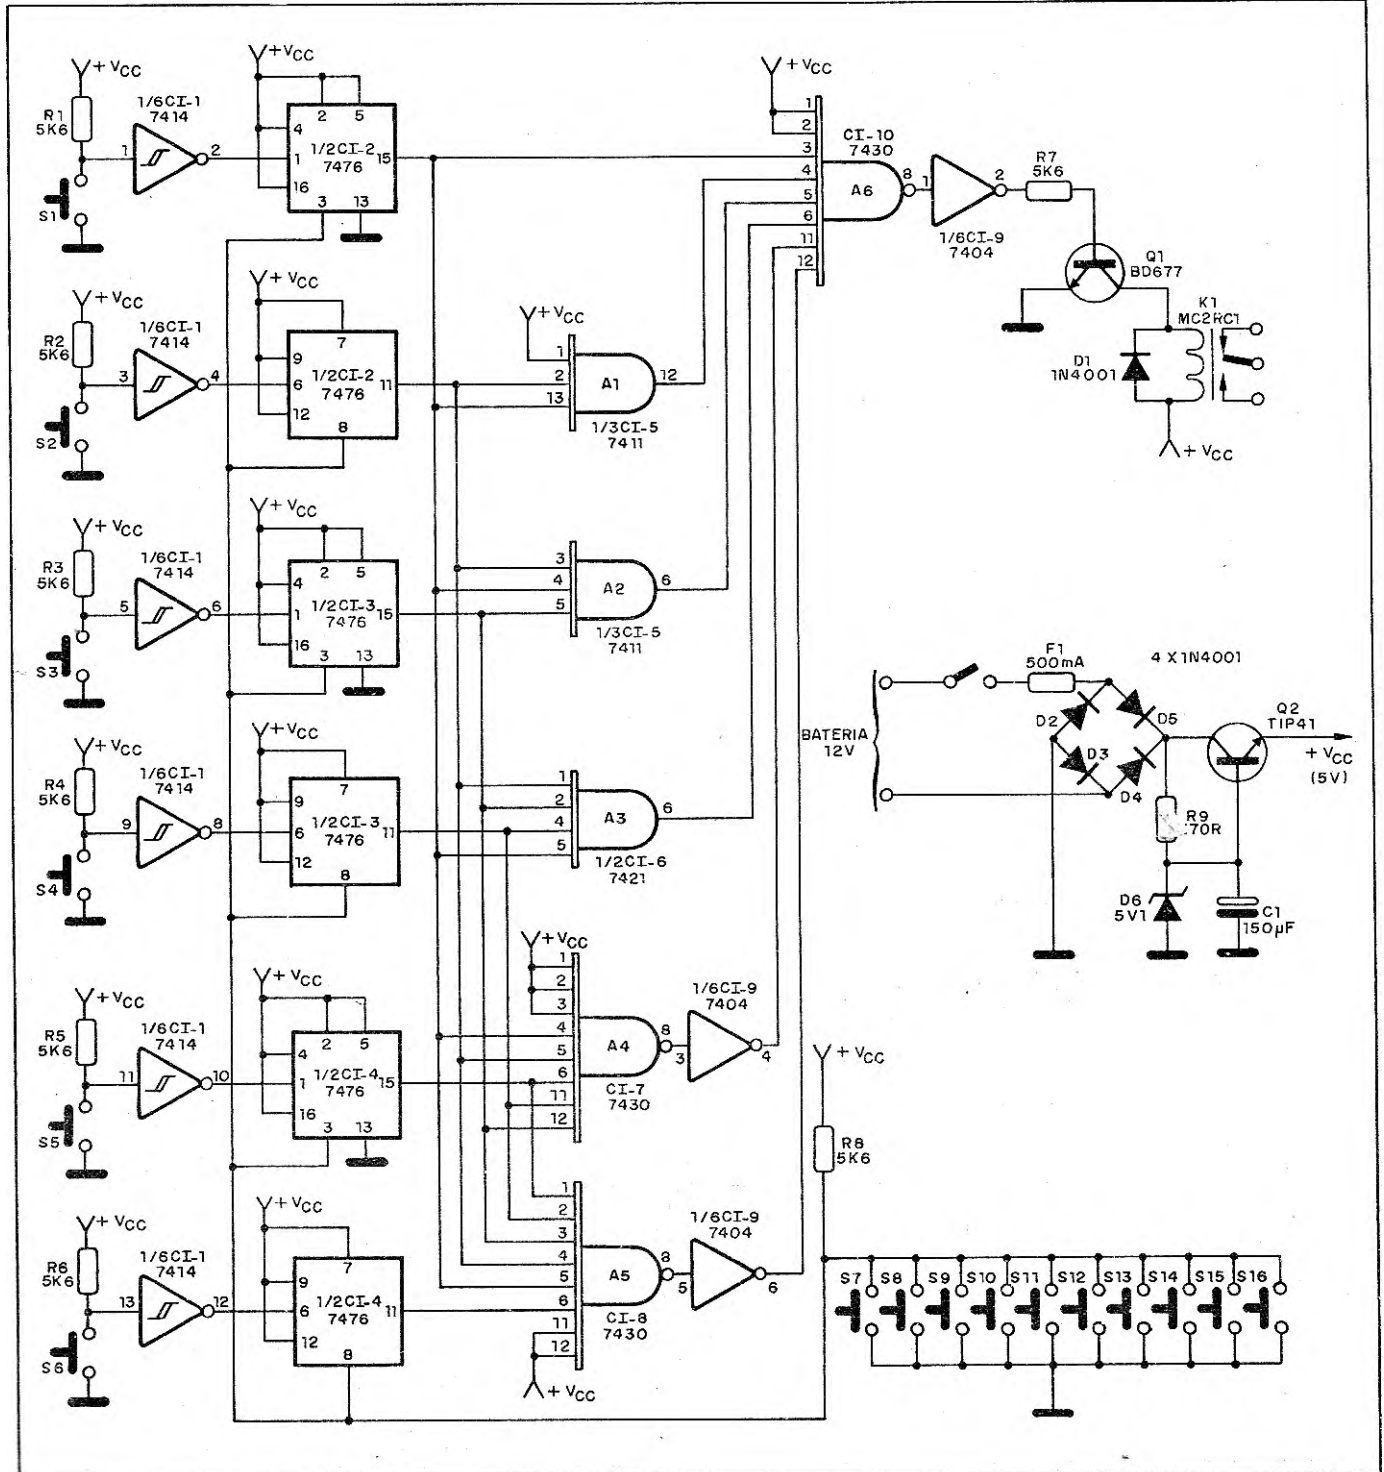 + VCC
R1
5K6
1/6CI-1
7414
1
2
S1
+ VCC
2
5
4
1
16
1/2CI-2
7476
15
3
13
+ VCC
R2
5K6
1/6CI-1
7414
3
4
S2
+ VCC
7
9
6
12
1/2CI-2
7476
11
8
+ VCC
R3
5K6
1/6CI-1
7414
5
6
S3
+ VCC
2
5
4
1
16
1/2CI-3
7476
15
3
13
+ VCC
R4
5K6
1/6CI-1
7414
9
8
S4
+ VCC
7
9
6
12
1/2CI-3
7476
11
8
+ VCC
R5
5K6
1/6CI-1
7414
11
10
S5
+ VCC
2
5
4
1
16
1/2CI-4
7476
15
3
13
+ VCC
R6
5K6
1/6CI-1
7414
13
12
S6
+ VCC
7
9
6
12
1/2CI-4
7476
11
8
+ VCC
1
2
13
A1
12
1/3CI-5
7411
3
4
5
A2
6
1/3CI-5
7411
1
2
4
5
A3
6
1/2CI-6
7421
+ VCC
1
2
3
4
5
6
11
12
A4
8
CI-7
7430
1/6CI-9
7404
3
4
1
2
3
4
5
6
11
12
A5
8
CI-8
7430
+ VCC
1/6CI-9
7404
5
6
+ VCC
1
2
3
4
5
6
11
12
CI-10
7430
A6
8
1
2
1/6CI-9
7404
R7
5K6
Q1
BD677
K1
MC2RC1
D1
1N4001
+ VCC
BATERIA
12V
F1
500mA
4 X 1N4001
D2
D5
D3
D4
Q2
TIP41
+ VCC
(5V)
R9
70R
D6
5V1
C1
150µF
+ VCC
R8
5K6
S7 S8 S9 S10 S11 S12 S13 S14 S15 S16